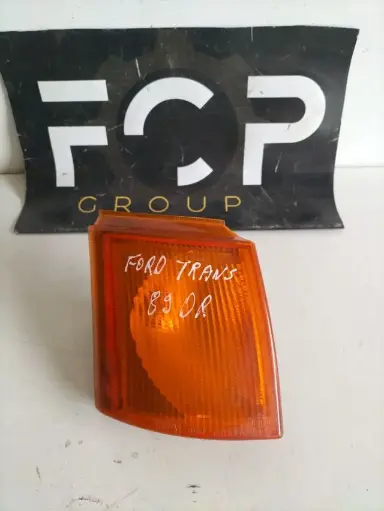 FCP
GROUP
FORD TRANS
89 DR